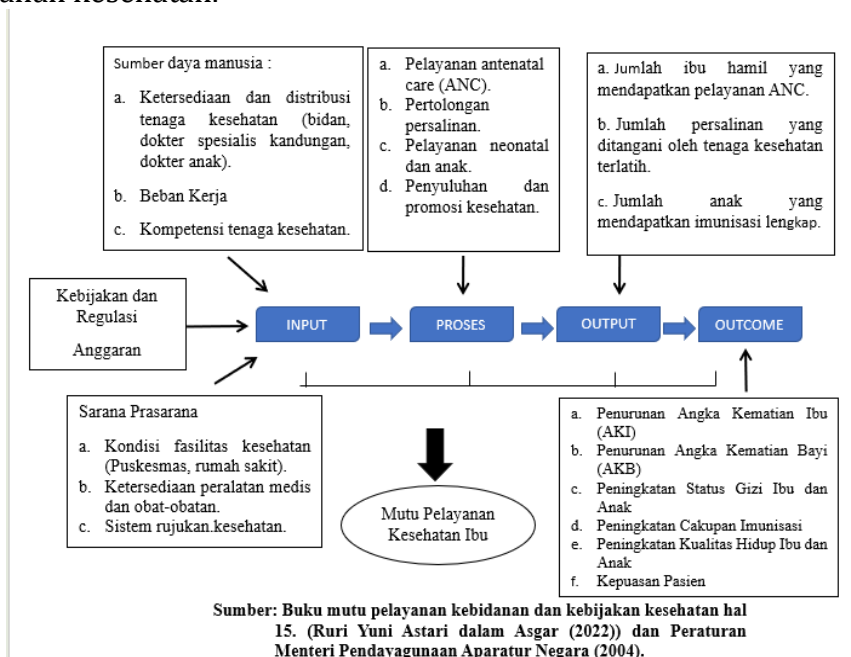 Sumber daya manusia :
a. Ketersediaan dan distribusi
tenaga kesehatan (bidan,
dokter spesialis kandungan,
dokter anak).
b. Beban Kerja
c. Kompetensi tenaga kesehatan.
a. Pelayanan antenatal
care (ANC).
b. Pertolongan
persalinan.
c. Pelayanan neonatal
dan anak.
d. Penyuluhan dan
promosi kesehatan.
a. Jumlah ibu hamil yang
mendapatkan pelayanan ANC.
b. Jumlah persalinan yang
ditangani oleh tenaga kesehatan
terlatih.
c. Jumlah anak yang
mendapatkan imunisasi lengkap.
Kebijakan dan
Regulasi
Anggaran
INPUT
PROSES
OUTPUT
OUTCOME
Sarana Prasarana
a. Kondisi fasilitas kesehatan
(Puskesmas, rumah sakit).
b. Ketersediaan peralatan medis
dan obat-obatan.
c. Sistem rujukan.kesehatan.
Mutu Pelayanan
Kesehatan Ibu
a. Penurunan Angka Kematian Ibu
(AKI)
b. Penurunan Angka Kematian Bayi
(AKB)
c. Peningkatan Status Gizi Ibu dan
Anak
d. Peningkatan Cakupan Imunisasi
e. Peningkatan Kualitas Hidup Ibu dan
Anak
f. Kepuasan Pasien
Sumber: Buku mutu pelayanan kebidanan dan kebijakan kesehatan hal
15. (Ruri Yuni Astari dalam Asgar (2022)) dan Peraturan
Menteri Pendayagunaan Aparatur Negara (2004).